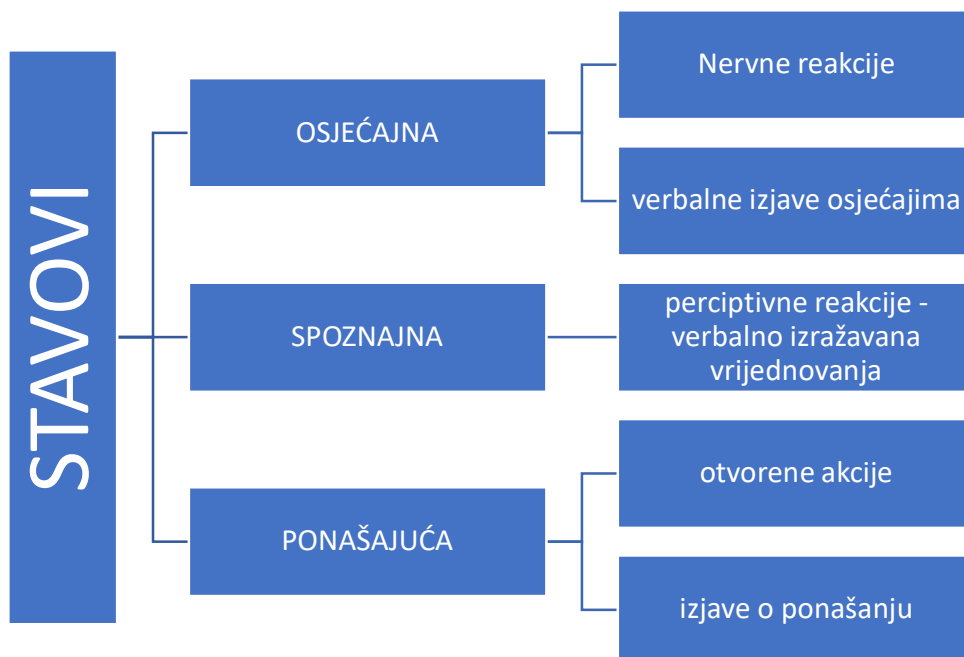 STAVOVI
OSJEĆAJNA
Nervne reakcije
verbalne izjave osjećajima
SPOZNAJNA
perciptivne reakcije -
verbalno izražavana
vrijednovanja
PONAŠAJUĆA
otvorene akcije
izjave o ponašanju